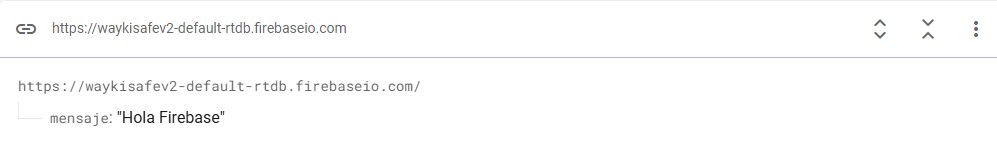 https://waykisafev2-default-rtdb.firebaseio.com
https://waykisafev2-default-rtdb.firebaseio.com/
mensaje: "Hola Firebase"